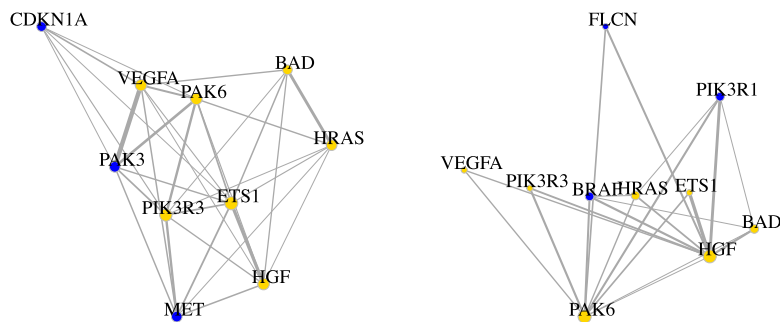 CDKN1A
VEGFA
PAK6
BAD
HRAS
PAK3
PIK3R3
ETS1
HGF
MET
FLCN
PIK3R1
VEGFA
PIK3R3
BRAF
HRAS
ETS1
BAD
HGF
PAK6